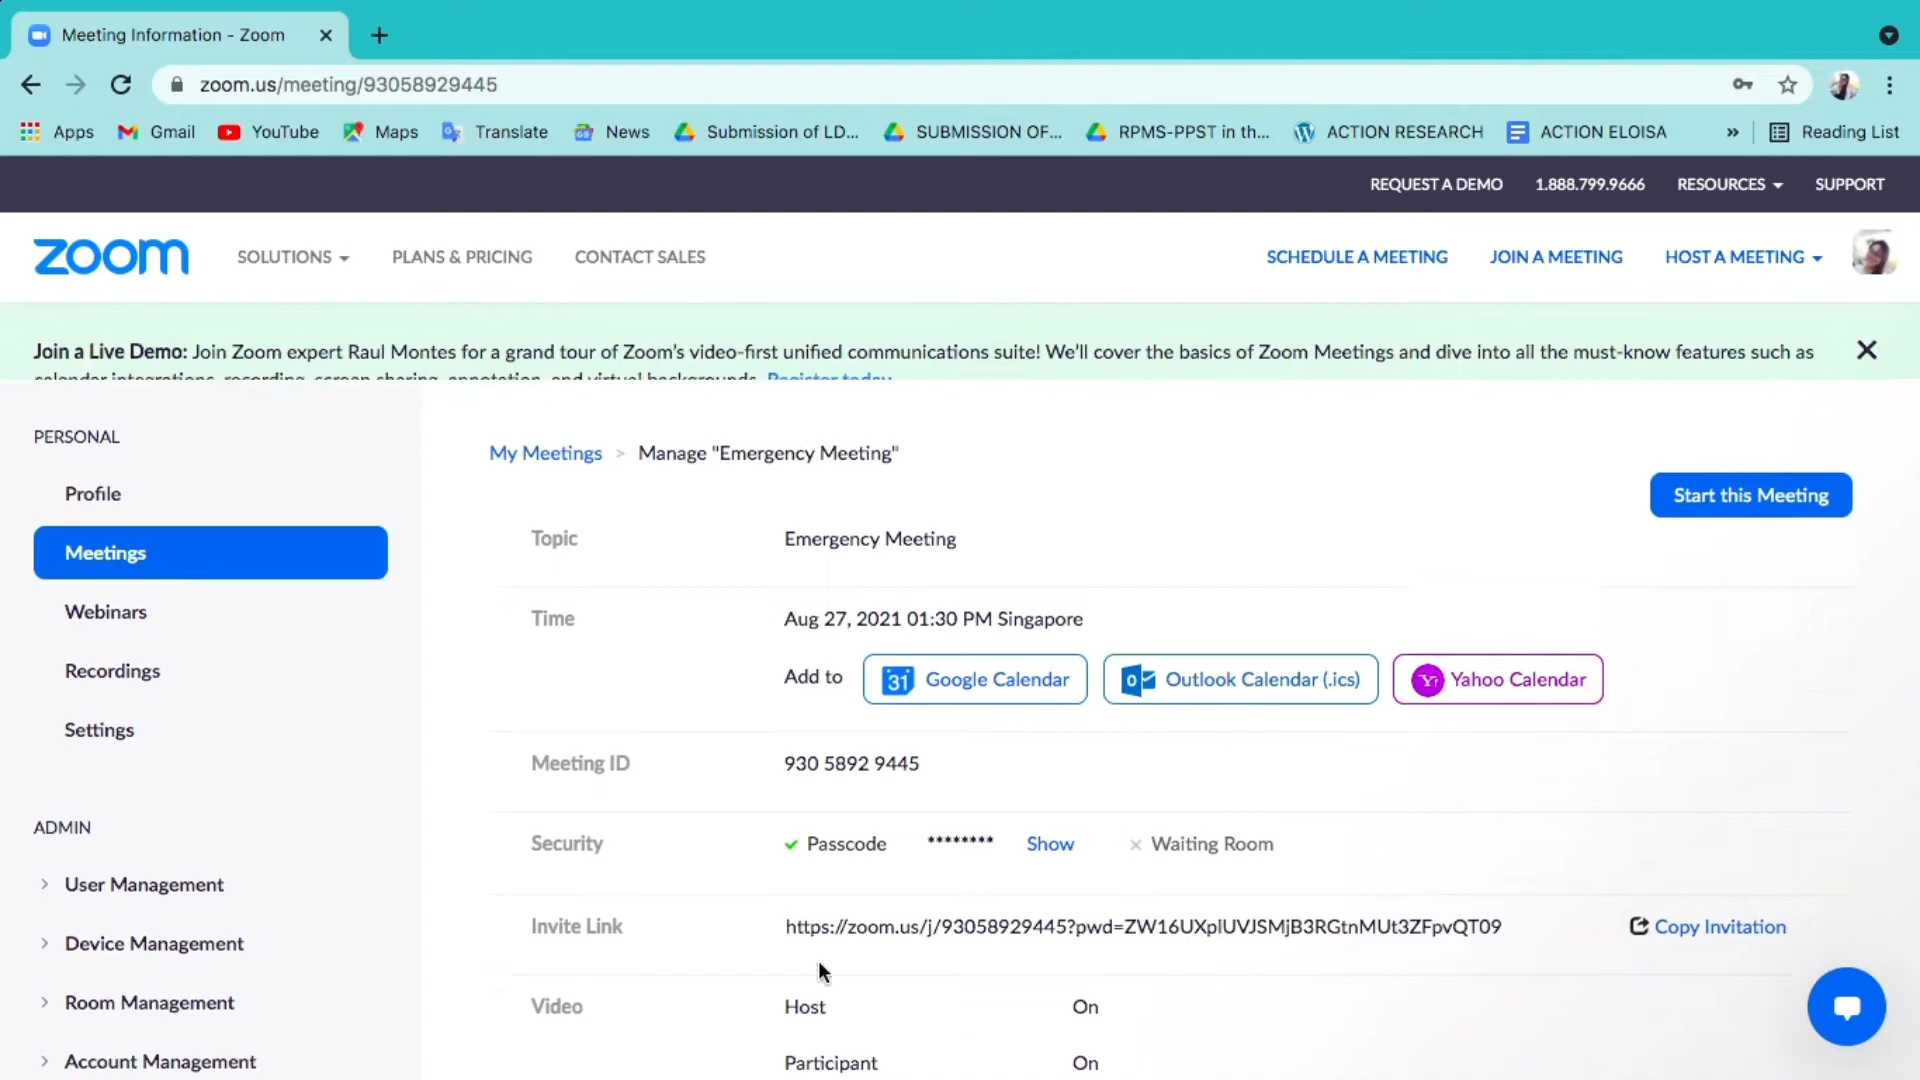 Meeting Information - Zoom
zoom.us/meeting/93058929445
Apps Gmail YouTube Maps Translate News Submission of LD... SUBMISSION OF... RPMS-PPST in th... ACTION RESEARCH ACTION ELOISA » Reading List
REQUEST A DEMO 1.888.799.9666 RESOURCES SUPPORT
zoom SOLUTIONS PLANS & PRICING CONTACT SALES SCHEDULE A MEETING JOIN A MEETING HOST A MEETING
Join a Live Demo: Join Zoom expert Raul Montes for a grand tour of Zoom's video-first unified communications suite! We'll cover the basics of Zoom Meetings and dive into all the must-know features such as
calendar integrations, recording, screen sharing, annotation, and virtual backgrounds. Register today
PERSONAL
Profile
Meetings
Webinars
Recordings
Settings
ADMIN
User Management
Device Management
Room Management
Account Management
My Meetings > Manage "Emergency Meeting"
Start this Meeting
Topic Emergency Meeting
Time Aug 27, 2021 01:30 PM Singapore
Add to 31 Google Calendar Outlook Calendar (.ics) Yahoo Calendar
Meeting ID 930 5892 9445
Security Passcode ******** Show Waiting Room
Invite Link https://zoom.us/j/93058929445?pwd=ZW16UXplUVJSMjB3RGtnMUt3ZFpvQT09 Copy Invitation
Video Host On
Participant On